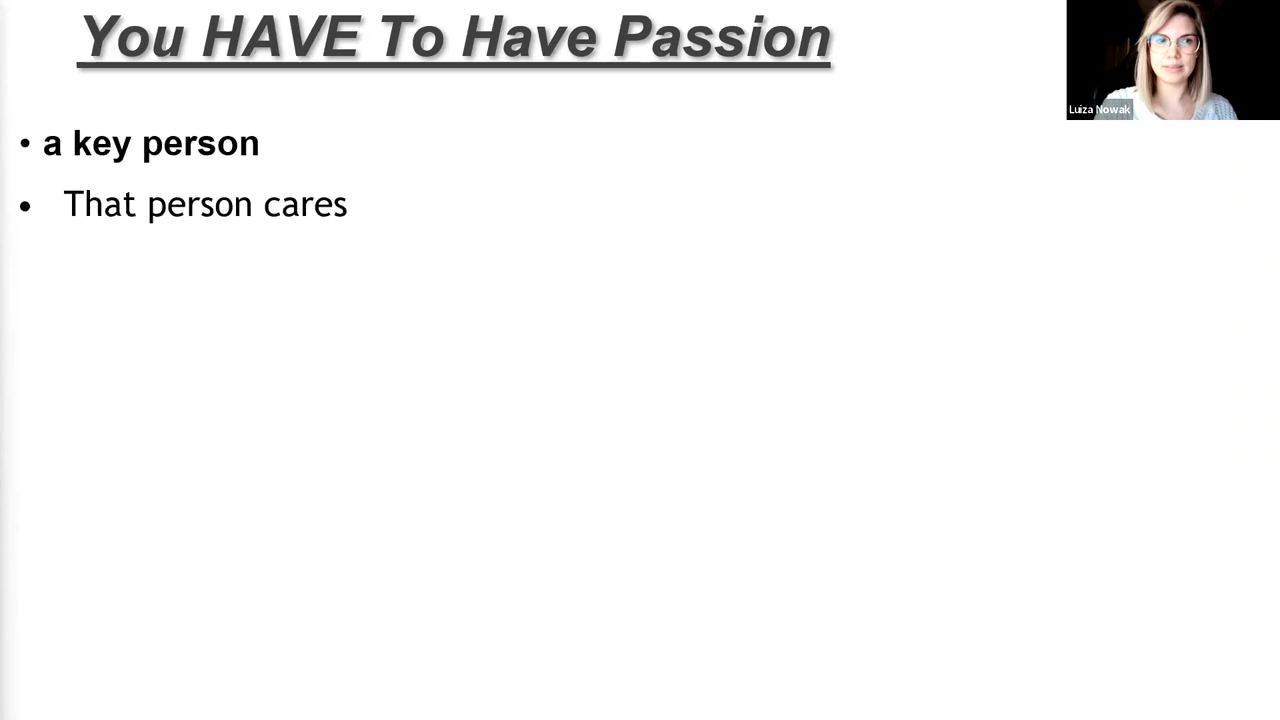 You HAVE To Have Passion
Luiza Nowak
• a key person
• That person cares